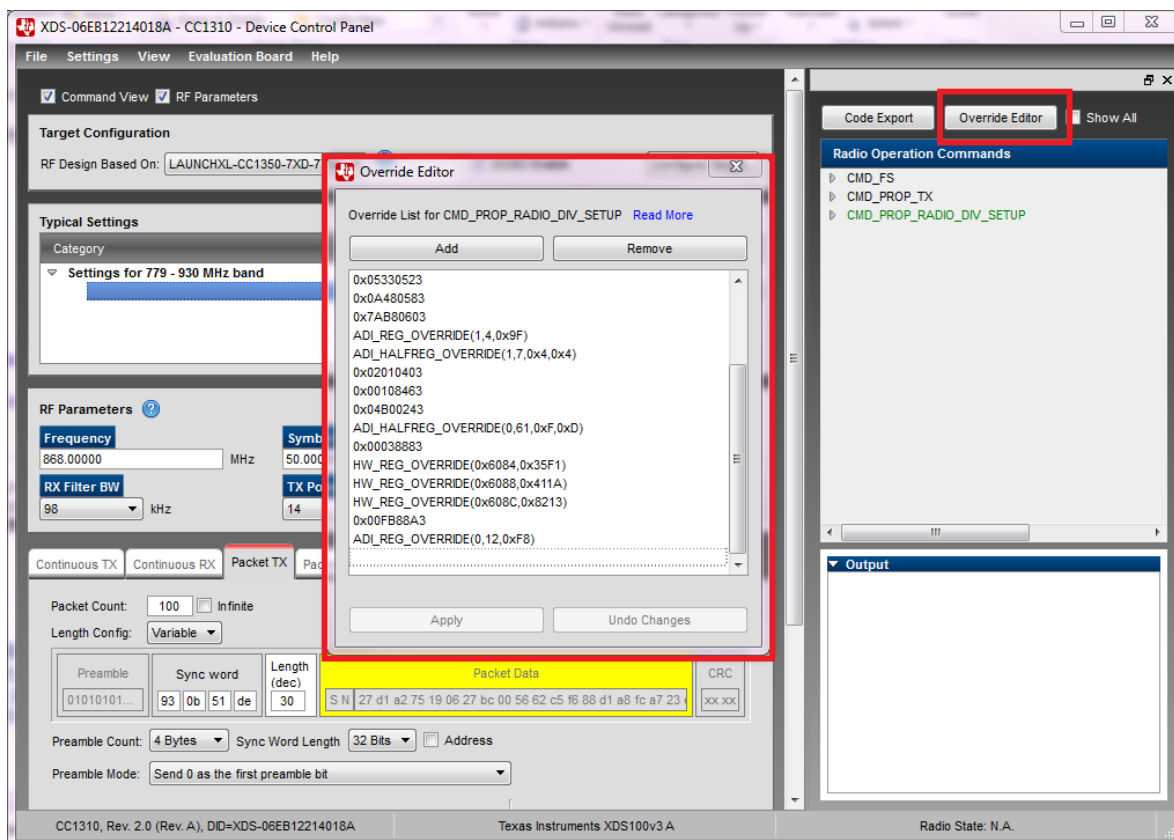 XDS-06EB12214018A - CC1310 - Device Control Panel
File Settings View Evaluation Board Help
Command View RF Parameters
Target Configuration
RF Design Based On: LAUNCHXL-CC1350-7XD-7
Typical Settings
Category
Settings for 779 - 930 MHz band
RF Parameters
Frequency
868.00000 MHz
Symb
50.000
RX Filter BW
98 kHz
TX Po
14
Continuous TX Continuous RX Packet TX Pac
Packet Count: 100 Infinite
Length Config: Variable
Preamble
01010101...
Sync word
93 0b 51 de
Length
(dec)
30
Packet Data
S N 27 d1 a2 75 19 06 27 bc 00 56 62 c5 f6 88 d1 a8 fc a7 23
CRC
xx xx
Preamble Count: 4 Bytes Sync Word Length 32 Bits Address
Preamble Mode: Send 0 as the first preamble bit
Override Editor
Override List for CMD_PROP_RADIO_DIV_SETUP Read More
Add Remove
0x05330523
0x0A480583
0x7AB80603
ADI_REG_OVERRIDE(1,4,0x9F)
ADI_HALFREG_OVERRIDE(1,7,0x4,0x4)
0x02010403
0x00108463
0x04B00243
ADI_HALFREG_OVERRIDE(0,61,0xF,0xD)
0x00038883
HW_REG_OVERRIDE(0x6084,0x35F1)
HW_REG_OVERRIDE(0x6088,0x411A)
HW_REG_OVERRIDE(0x608C,0x8213)
0x00FB88A3
ADI_REG_OVERRIDE(0,12,0xF8)
Apply Undo Changes
Code Export Override Editor Show All
Radio Operation Commands
CMD_FS
CMD_PROP_TX
CMD_PROP_RADIO_DIV_SETUP
Output
CC1310, Rev. 2.0 (Rev. A), DID=XDS-06EB12214018A Texas Instruments XDS100v3 A Radio State: N.A.